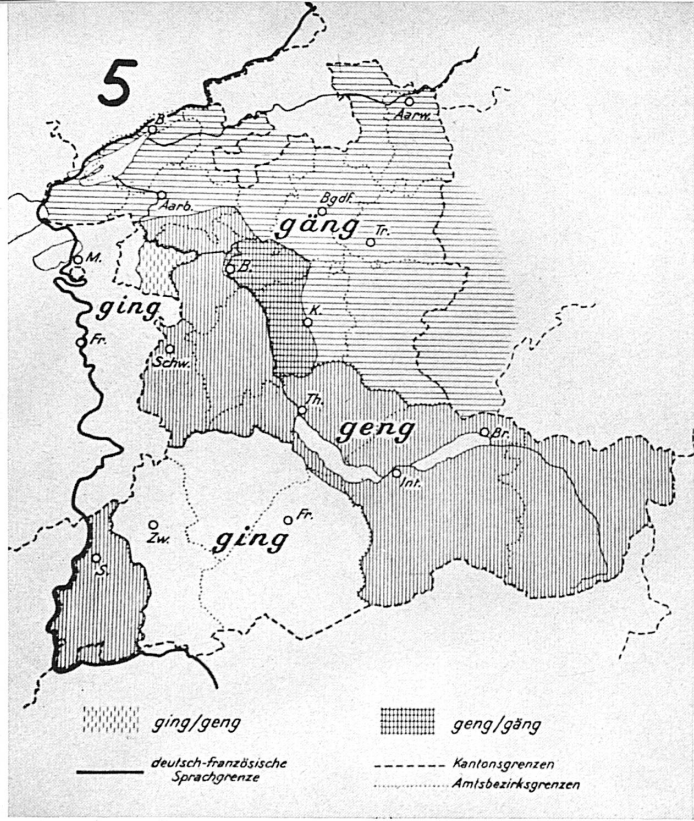 5
B.
Aarw.
Aarb.
Bgdf.
gäng
Tr.
M.
B.
ging
K.
Fr.
Schw.
Th.
geng
Br.
Int.
Zw.
Fr.
ging
S.
ging/geng
geng/gäng
deutsch-französische
Sprachgrenze
Kantonsgrenzen
Amtsbezirksgrenzen